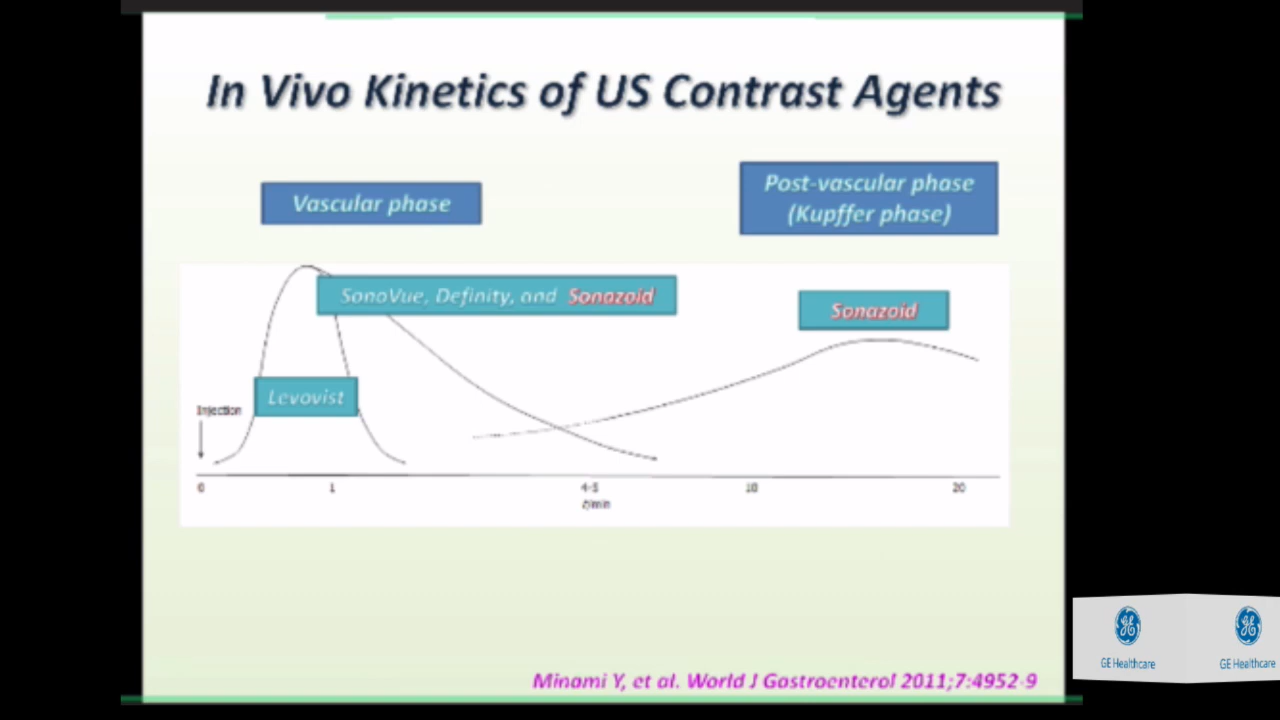 In Vivo Kinetics of US Contrast Agents
Vascular phase
Post-vascular phase
(Kupffer phase)
SonoVue, Definity, and Sonazoid
Sonazoid
Levovist
Injection
0 1 4-5 10 20
t/min
GE Healthcare GE Healthcare
Minami Y, et al. World J Gastroenterol 2011;7:4952-9